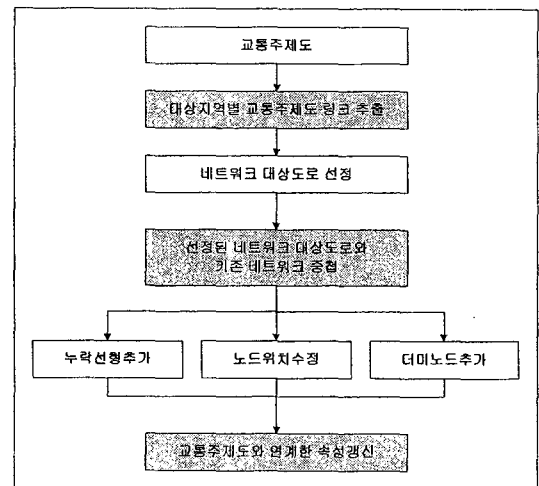 교통주제도
대상지역별 교통주제도 링크 추출
네트워크 대상도로 선정
선정된 네트워크 대상도로와
기존 네트워크 중첩
누락선형추가
노드위치수정
더미노드추가
교통주제도와 연계한 속성갱신